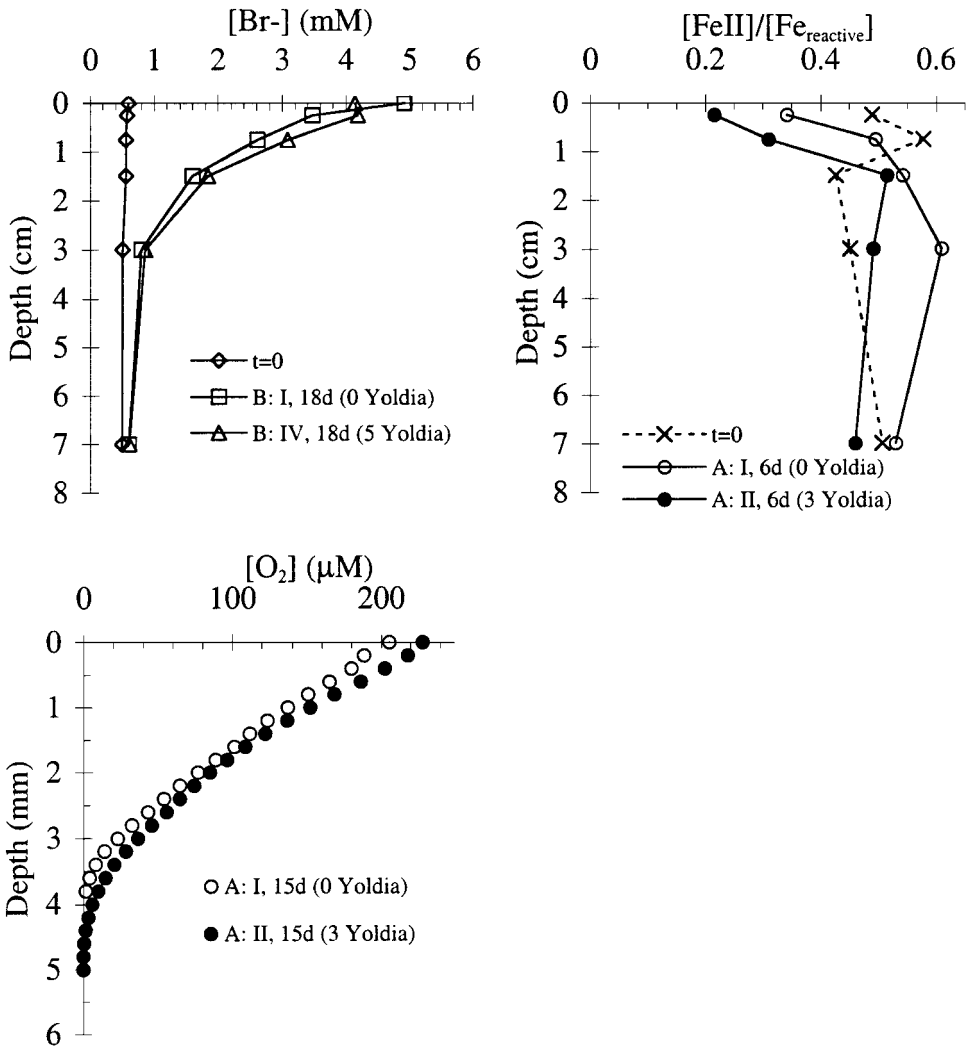 [Br-] (mM)
0 1 2 3 4 5 6
0
1
2
3
4
5
6
7
8
Depth (cm)
t=0
B: I, 18d (0 Yoldia)
B: IV, 18d (5 Yoldia)
[FeII]/[Fe_reactive]
0 0.2 0.4 0.6
0
1
2
3
4
5
6
7
8
Depth (cm)
t=0
A: I, 6d (0 Yoldia)
A: II, 6d (3 Yoldia)
[O₂] (μM)
0 100 200
0
1
2
3
4
5
6
Depth (mm)
A: I, 15d (0 Yoldia)
A: II, 15d (3 Yoldia)